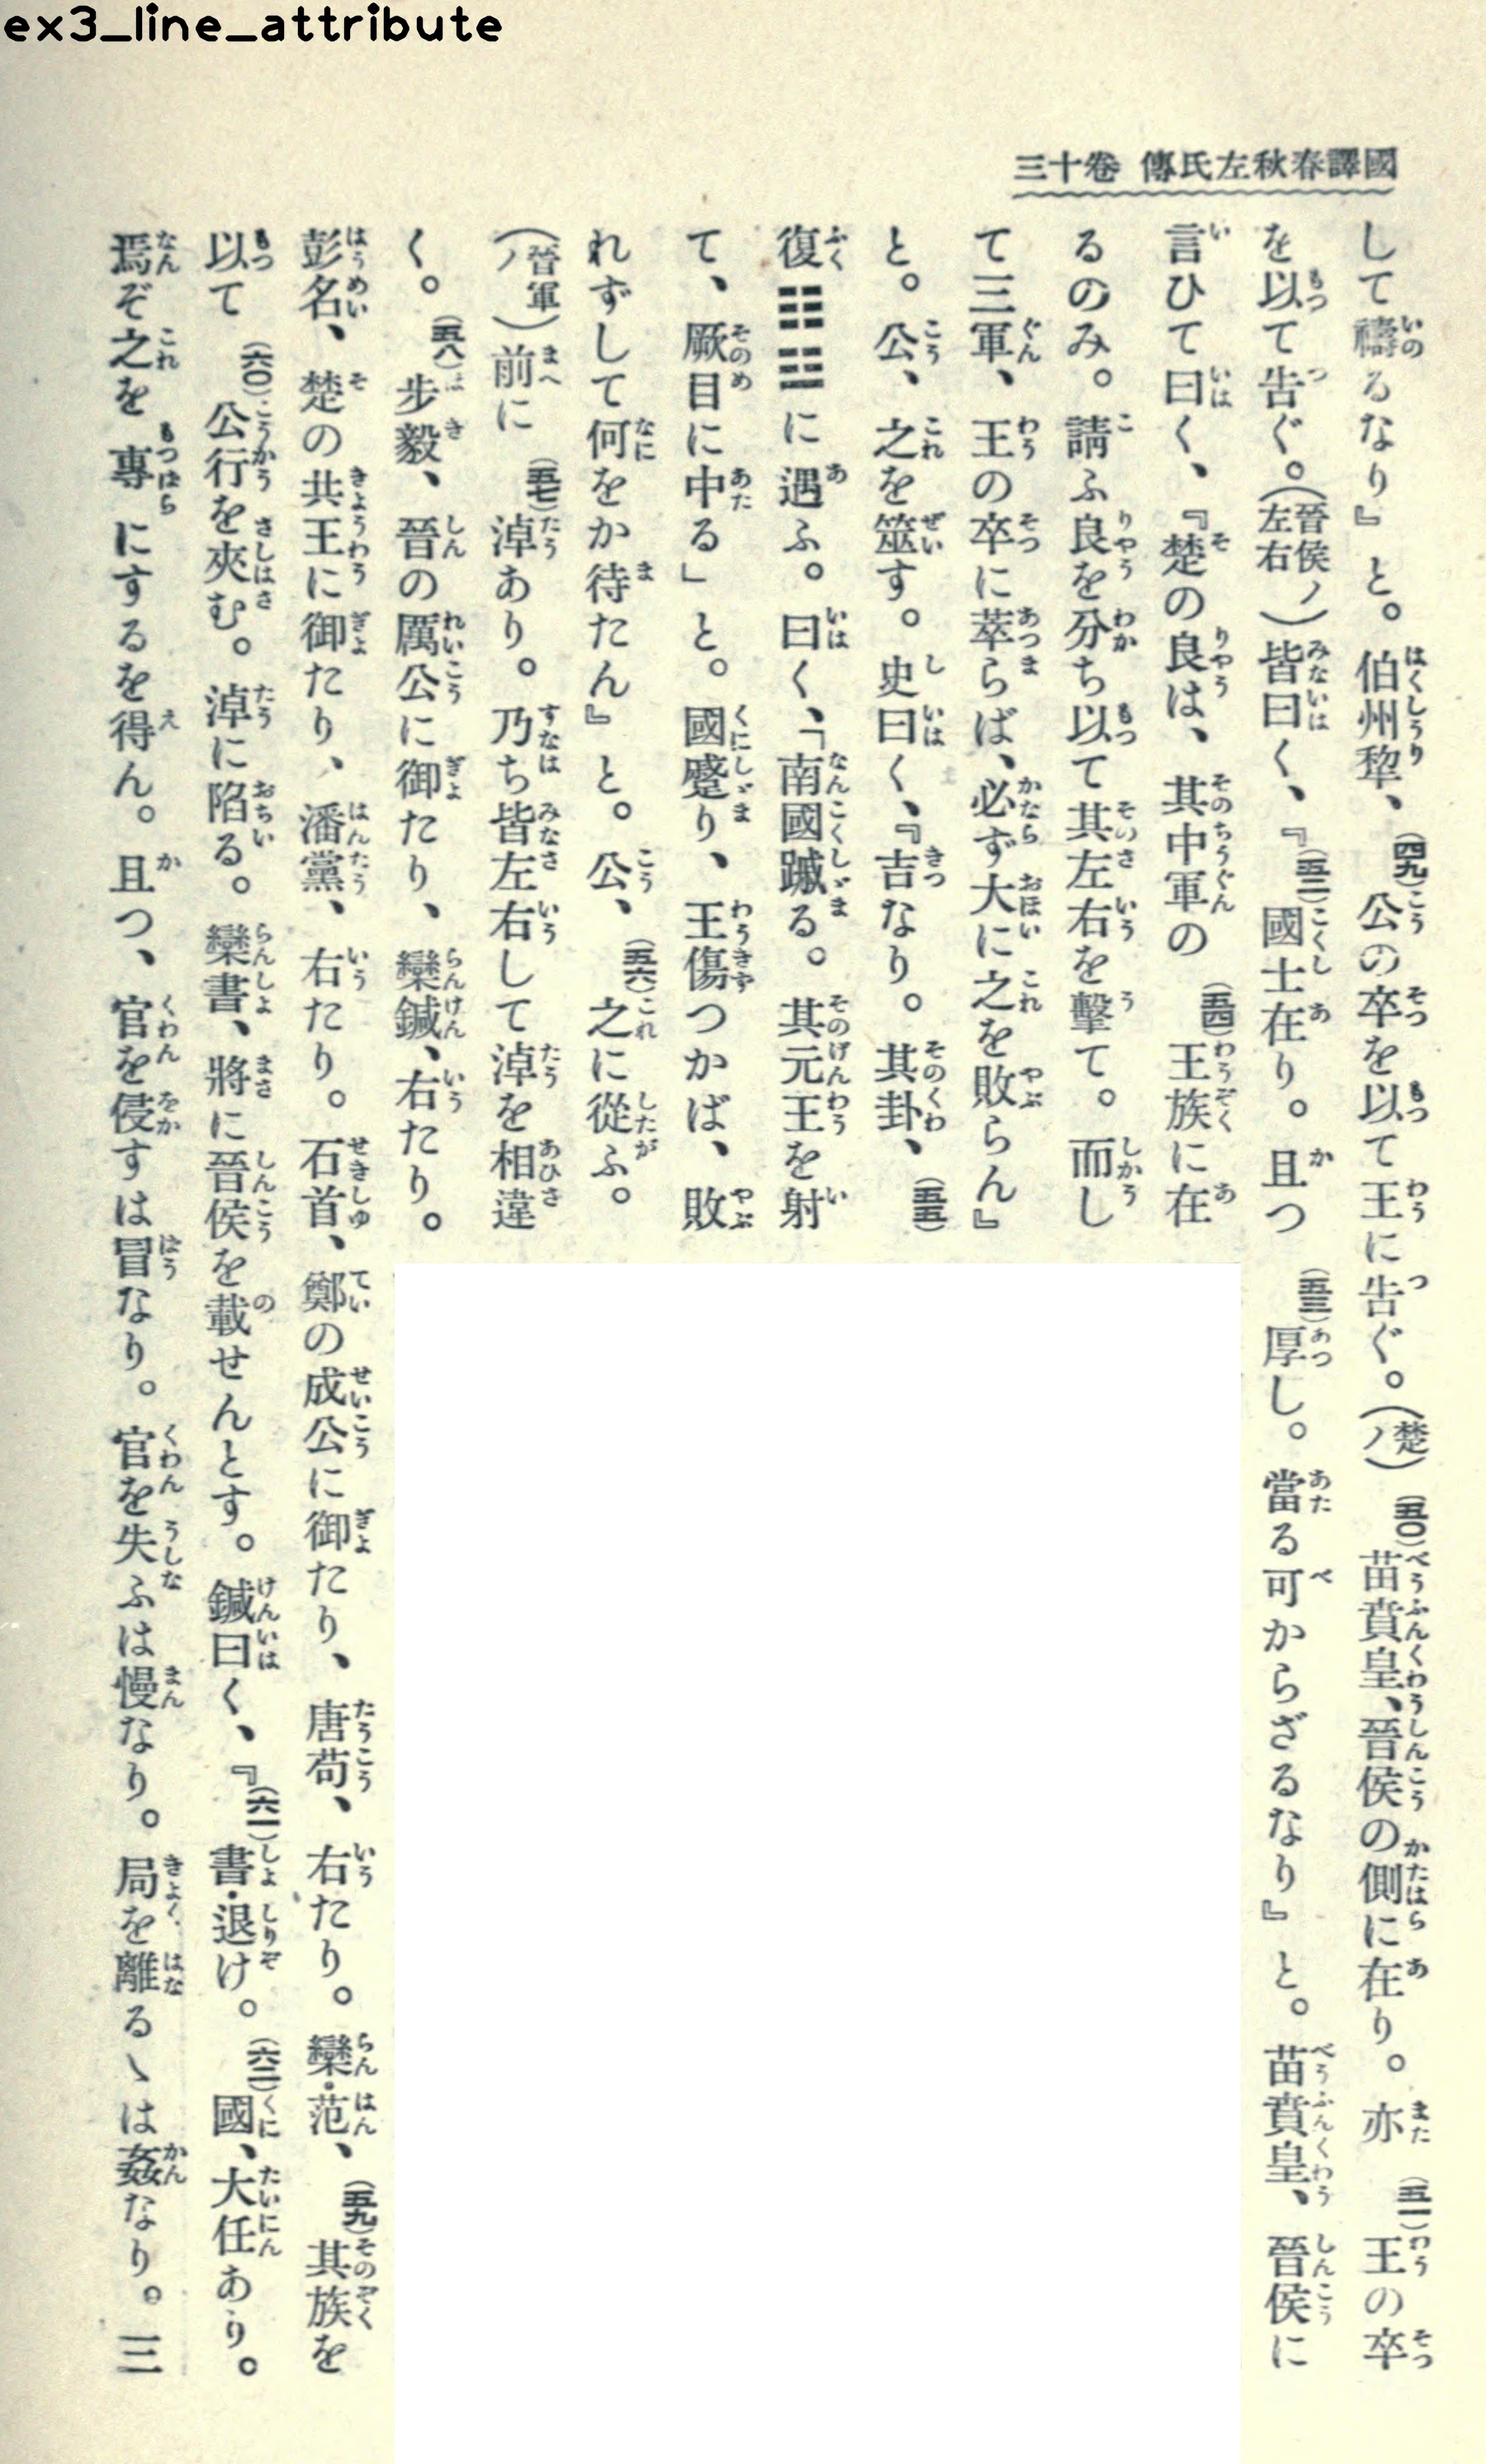 ex3_line_attribute
國譯春秋左氏傳 卷十三
して禱るなり』と。伯州犂、(四九)公の卒を以て王に告ぐ。(楚ノ)(五〇)苗賁皇、晉侯の側に在り。亦(五一)王の卒
を以て告ぐ。(晉侯ノ左右)皆曰く、『(五二)國士在り。且つ(五三)厚し。當る可からざるなり』と。苗賁皇、晉侯に
言ひて曰く、『楚の良は、其中軍の(五四)王族に在
るのみ。請ふ良を分ち以て其左右を擊て。而し
て三軍、王の卒に萃らば、必ず大に之を敗らん』
と。公、之を筮す。史曰く、『吉なり。其卦、(五五)
復䷗に遇ふ。曰く、「南國䠞る。其元王を射
て、厥目に中る」と。國蹙り、王傷つかば、敗
れずして何をか待たん』と。公、(五六)之に從ふ。
(晉軍ノ)前に(五七)淖あり。乃ち皆左右して淖を相違
く。(五八)步毅、晉の厲公に御たり、欒鍼、右たり。
彭名、楚の共王に御たり、潘黨、右たり。石首、鄭の成公に御たり、唐苟、右たり。欒・范、(五九)其族を
以て(六〇)公行を夾む。淖に陷る。欒書、將に晉侯を載せんとす。鍼曰く、『(六一)書・退け。(六二)國、大任あり。
焉ぞ之を專にするを得ん。且つ、官を侵すは冒なり。官を失ふは慢なり。局を離るゝは姦なり。三